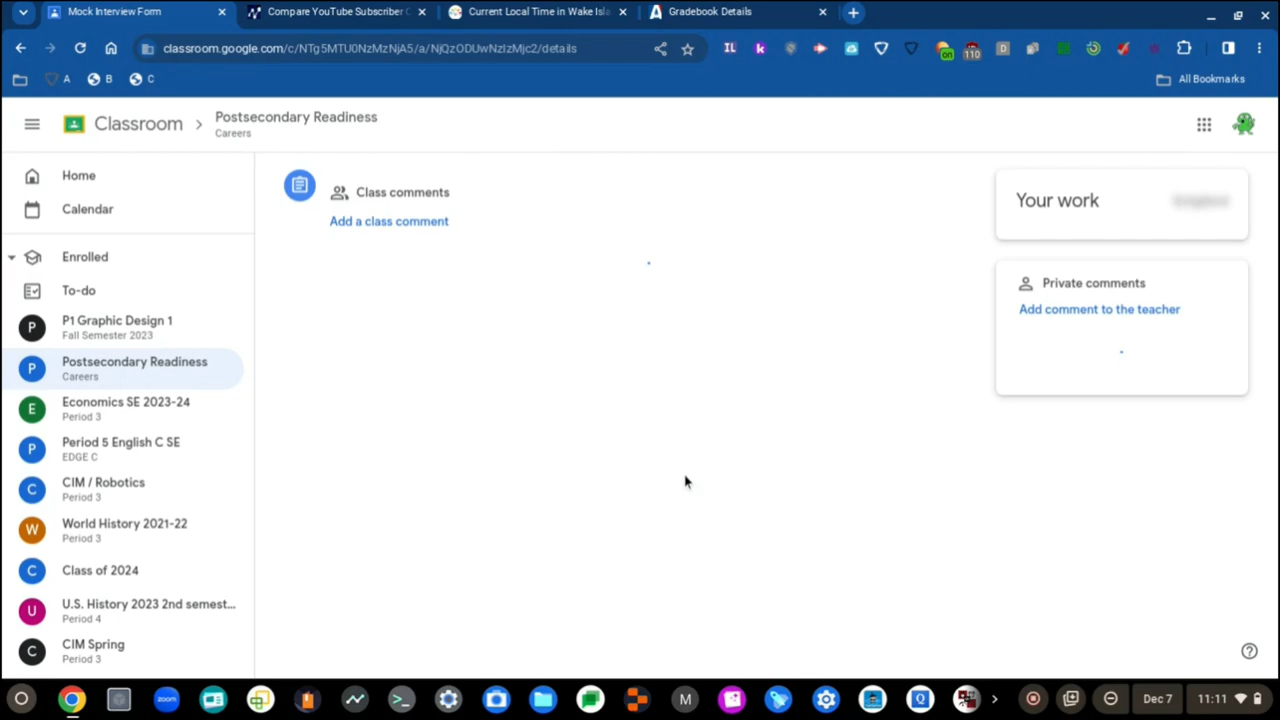 Mock Interview Form
Compare YouTube Subscriber C
Current Local Time in Wake Isla
Gradebook Details
classroom.google.com/c/NTg5MTU0NzMzNjA5/a/NjQzODUwNzIzMjc2/details
IL
k
on
110
D
A
B
C
All Bookmarks
Classroom
Postsecondary Readiness
Careers
Home
Calendar
Enrolled
To-do
P
P1 Graphic Design 1
Fall Semester 2023
P
Postsecondary Readiness
Careers
E
Economics SE 2023-24
Period 3
P
Period 5 English C SE
EDGE C
C
CIM / Robotics
Period 3
W
World History 2021-22
Period 3
C
Class of 2024
U
U.S. History 2023 2nd semest...
Period 4
C
CIM Spring
Period 3
Class comments
Add a class comment
Your work
Private comments
Add comment to the teacher
zoom
M
Q
Dec 7
11:11